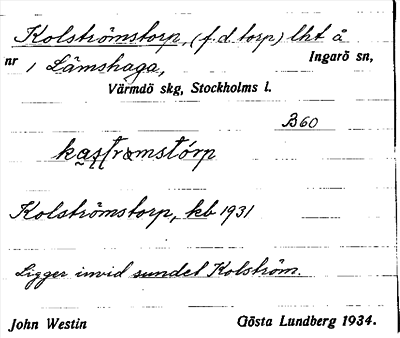 Kolströmstorp, (f.d. torp) lht å
nr 1 Lämshaga, Ingarö sn,
Värmdö skg, Stockholms l.
B60
Kolströmstorp, kb 1931
Ligger invid sundet Kolström.
John Westin Gösta Lundberg 1934.